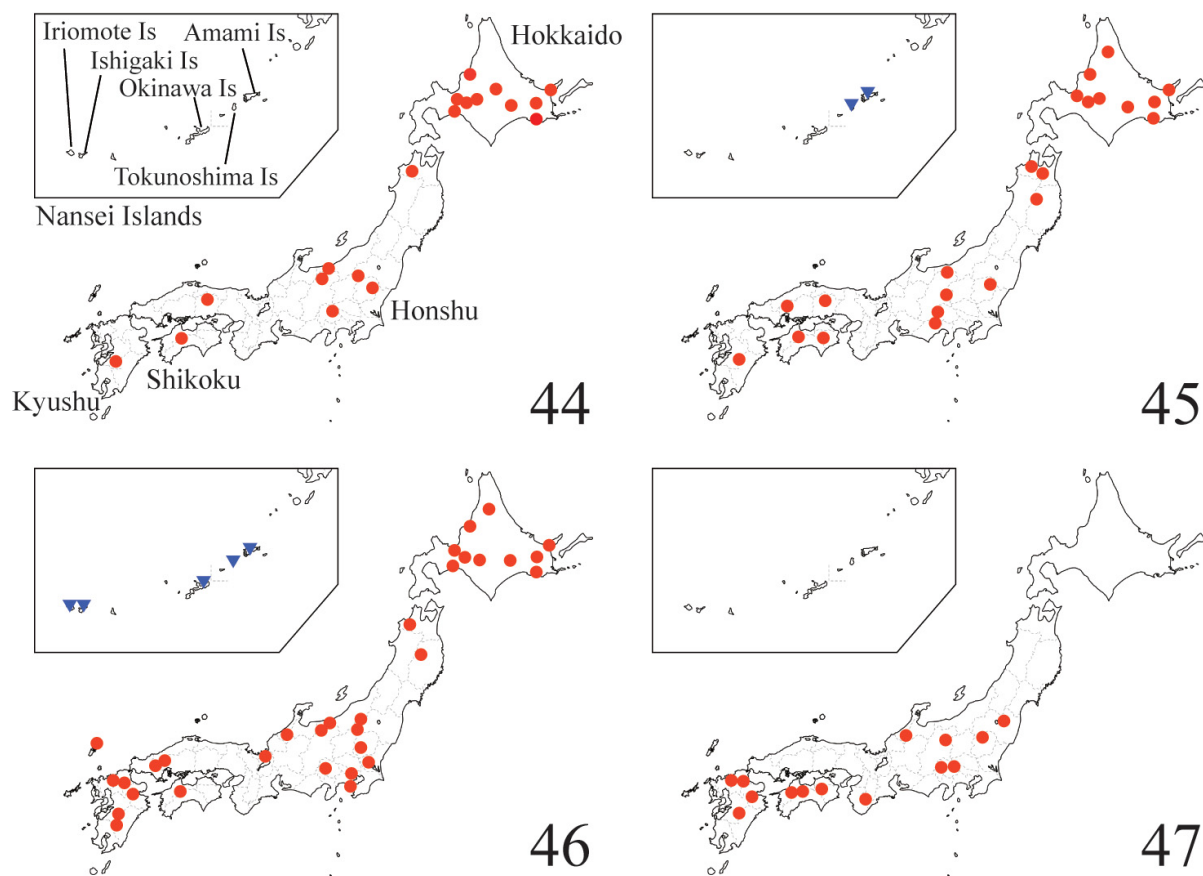 Iriomote Is
Amami Is
Hokkaido
Ishigaki Is
Okinawa Is
Tokunoshima Is
Nansei Islands
Honshu
Shikoku
Kyushu
44
45
46
47